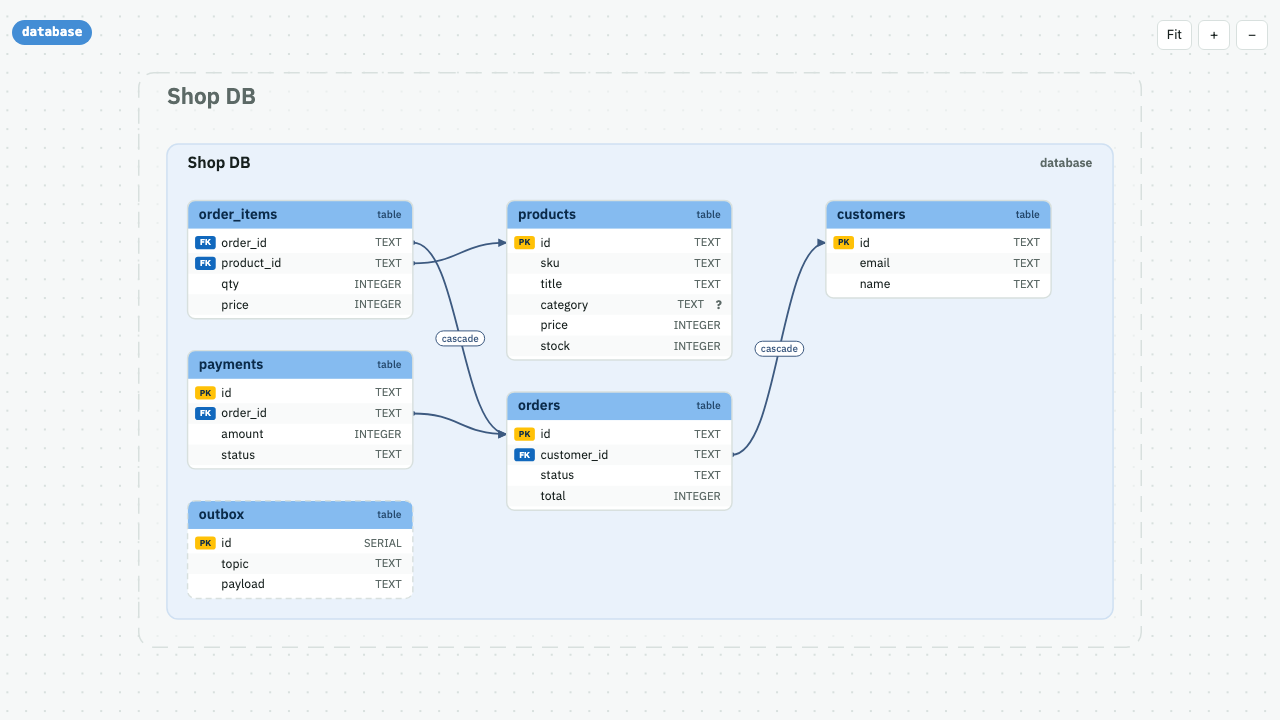 database
Fit + −
Shop DB
Shop DB database
order_items table
FK order_id TEXT
FK product_id TEXT
qty INTEGER
price INTEGER
products table
PK id TEXT
sku TEXT
title TEXT
category TEXT ?
price INTEGER
stock INTEGER
customers table
PK id TEXT
email TEXT
name TEXT
cascade
cascade
payments table
PK id TEXT
FK order_id TEXT
amount INTEGER
status TEXT
orders table
PK id TEXT
FK customer_id TEXT
status TEXT
total INTEGER
outbox table
PK id SERIAL
topic TEXT
payload TEXT